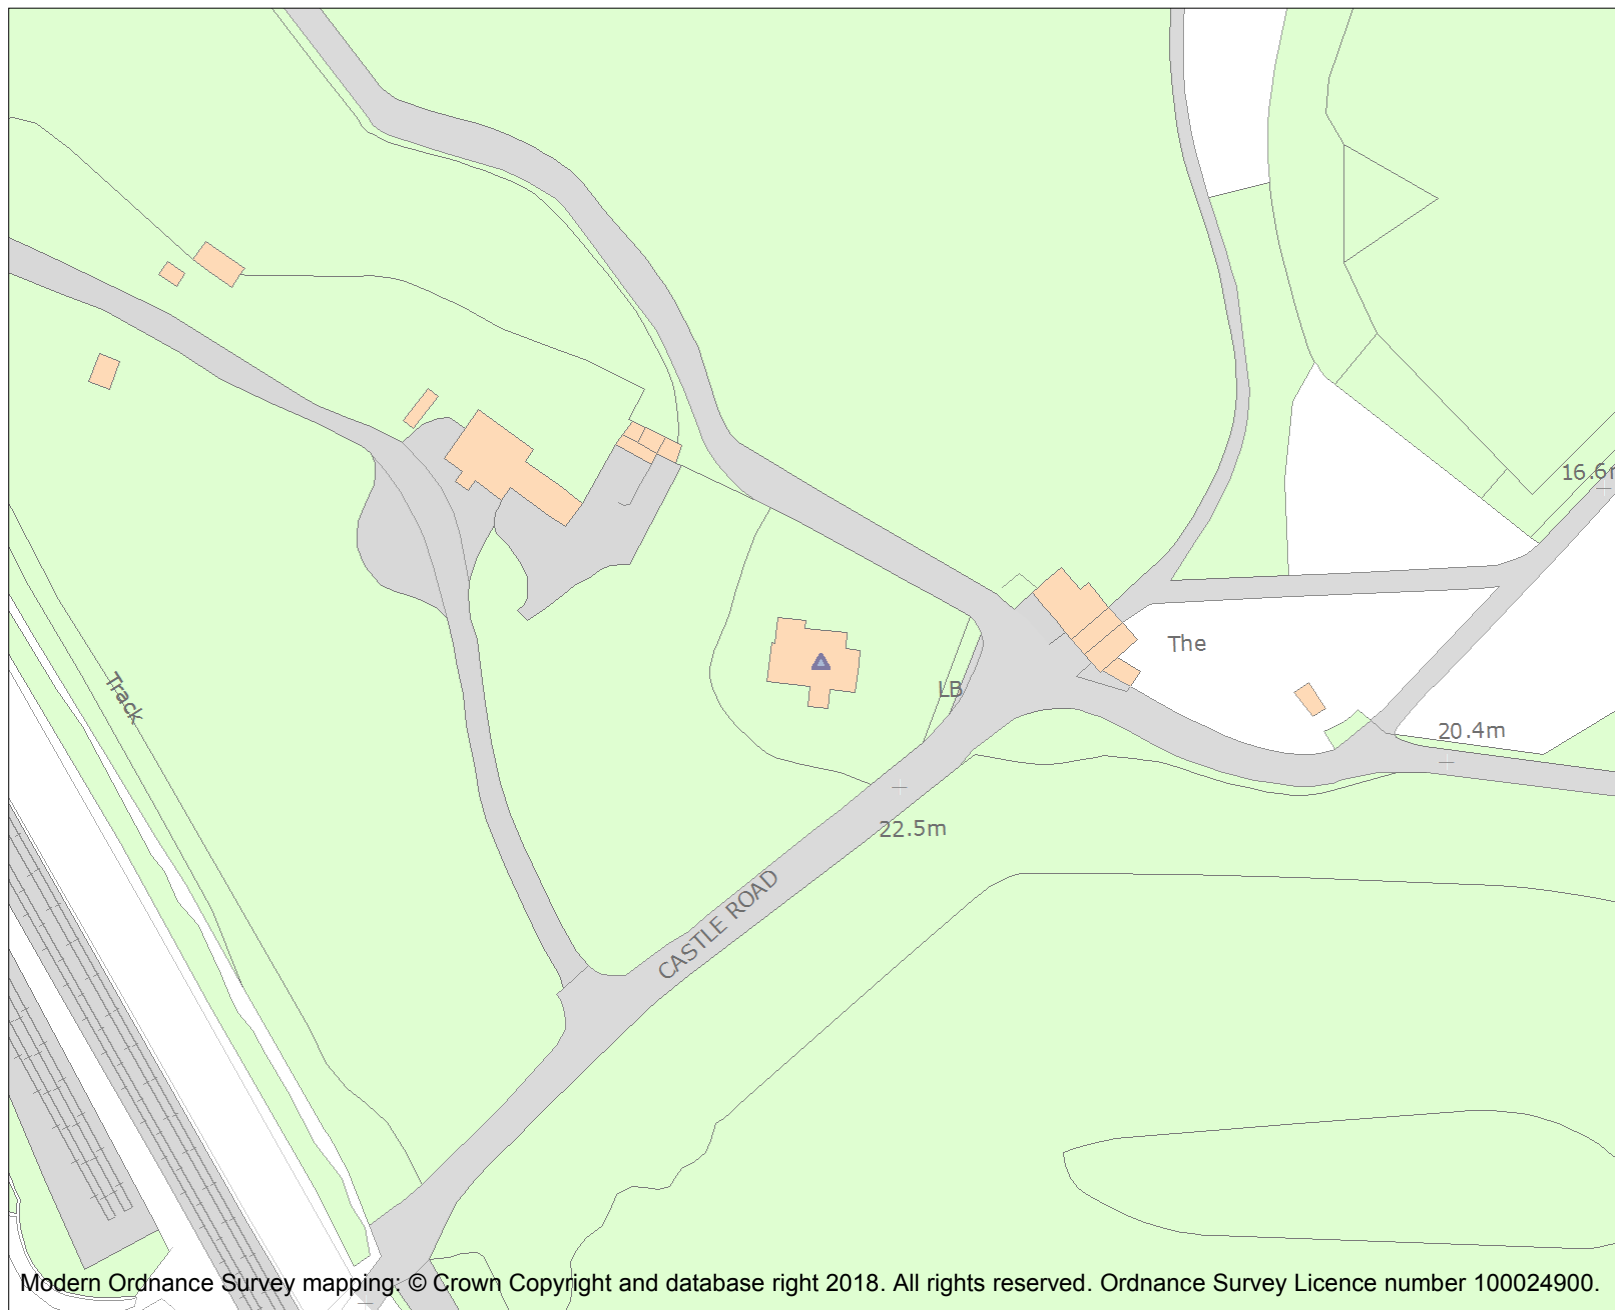 16.6m
The
Track
LB
20.4m
22.5m
CASTLE ROAD
Modern Ordnance Survey mapping: © Crown Copyright and database right 2018. All rights reserved. Ordnance Survey Licence number 100024900.